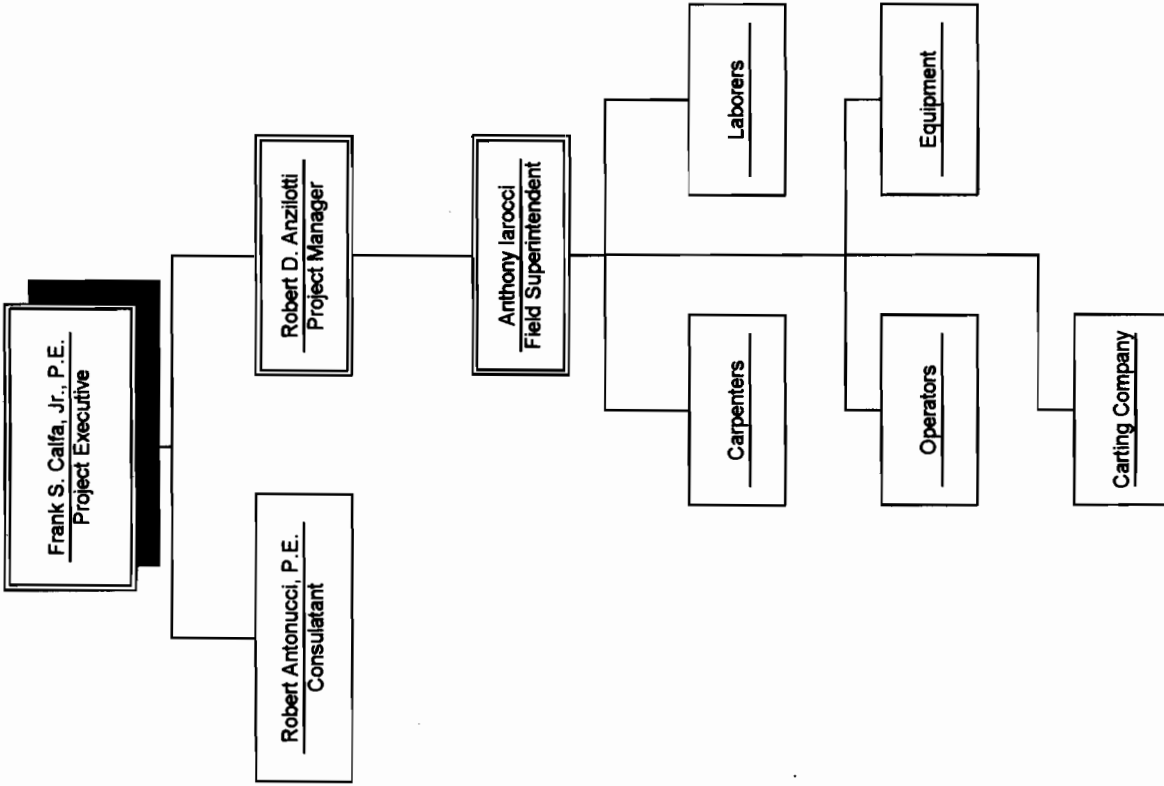 Frank S. Calfa, Jr., P.E.
Project Executive
Robert Antonucci, P.E.
Consulatant
Robert D. Anzilotti
Project Manager
Anthony Iarocci
Field Superintendent
Carpenters
Laborers
Operators
Equipment
Carting Company